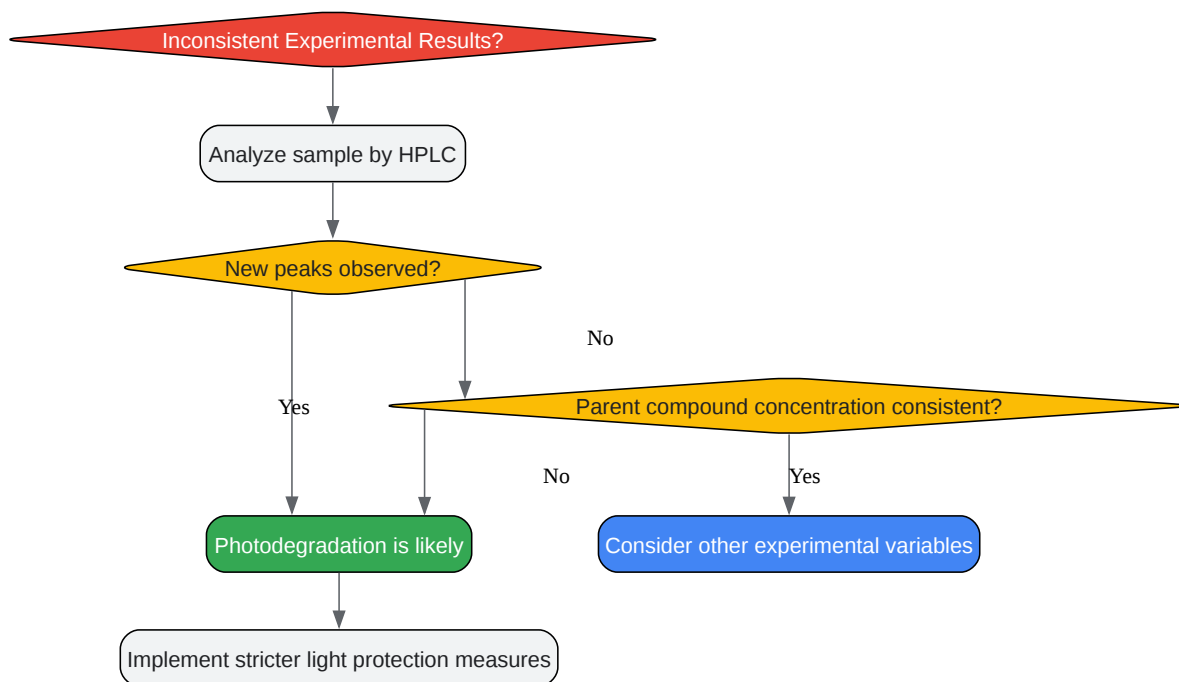 Inconsistent Experimental Results?
Analyze sample by HPLC
New peaks observed?
No
Yes
Parent compound concentration consistent?
No
Yes
Photodegradation is likely
Consider other experimental variables
Implement stricter light protection measures